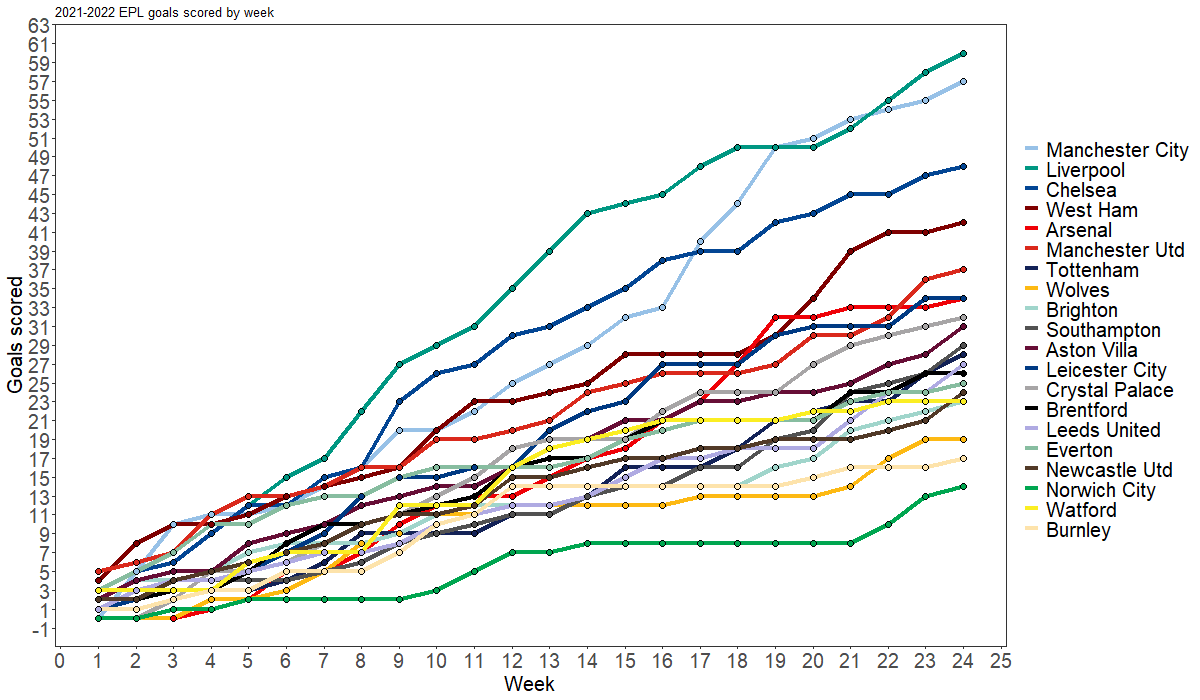 2021-2022 EPL goals scored by week
63
61
59
57
55
53
51
49
47
45
43
41
39
37
35
33
31
29
27
25
23
21
19
17
15
13
11
9
7
5
3
1
-1
Goals scored
0 1 2 3 4 5 6 7 8 9 10 11 12 13 14 15 16 17 18 19 20 21 22 23 24 25
Week
Manchester City
Liverpool
Chelsea
West Ham
Arsenal
Manchester Utd
Tottenham
Wolves
Brighton
Southampton
Aston Villa
Leicester City
Crystal Palace
Brentford
Leeds United
Everton
Newcastle Utd
Norwich City
Watford
Burnley